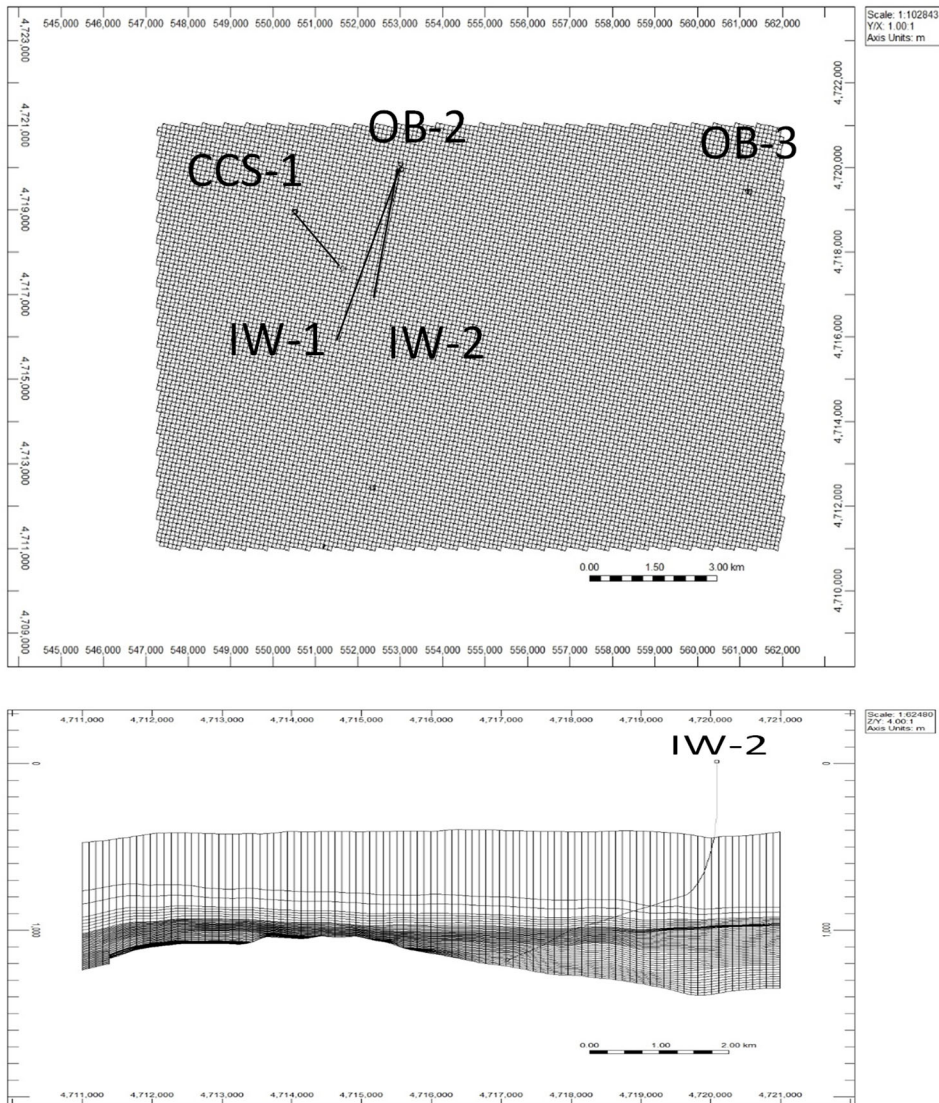 545,000 546,000 547,000 548,000 549,000 550,000 551,000 552,000 553,000 554,000 555,000 556,000 557,000 558,000 559,000 560,000 561,000 562,000
Scale: 1:102843
Y/X: 1.00:1
Axis Units: m
4,723,000
4,722,000
4,721,000
OB-2
OB-3
4,720,000
CCS-1
4,719,000
4,718,000
4,717,000
IW-1
IW-2
4,716,000
4,715,000
4,714,000
4,713,000
4,712,000
4,711,000
0.00 1.50 3.00 km
4,710,000
4,709,000
545,000 546,000 547,000 548,000 549,000 550,000 551,000 552,000 553,000 554,000 555,000 556,000 557,000 558,000 559,000 560,000 561,000 562,000
4,711,000 4,712,000 4,713,000 4,714,000 4,715,000 4,716,000 4,717,000 4,718,000 4,719,000 4,720,000 4,721,000
Scale: 1:62480
Z/Y: 4.00:1
Axis Units: m
IW-2
0 0
1,000 1,000
0.00 1.00 2.00 km
4,711,000 4,712,000 4,713,000 4,714,000 4,715,000 4,716,000 4,717,000 4,718,000 4,719,000 4,720,000 4,721,000